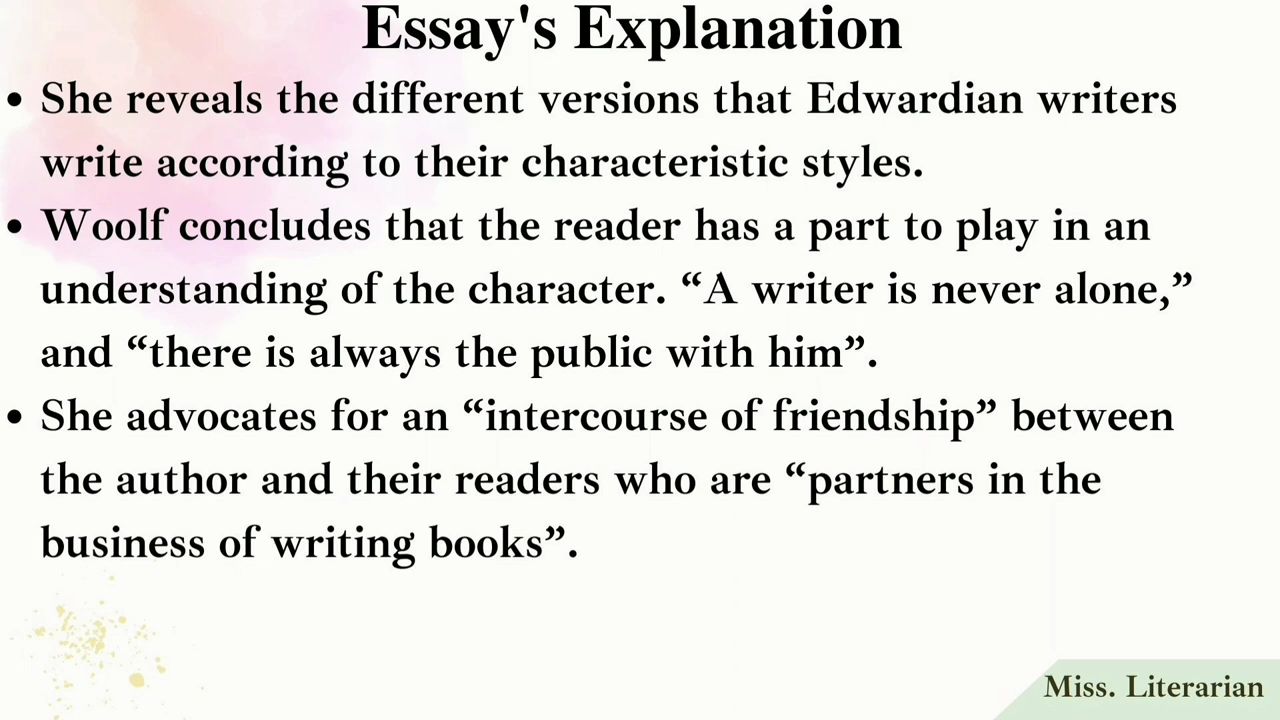 Essay's Explanation
• She reveals the different versions that Edwardian writers
write according to their characteristic styles.
• Woolf concludes that the reader has a part to play in an
understanding of the character. “A writer is never alone,”
and “there is always the public with him”.
• She advocates for an “intercourse of friendship” between
the author and their readers who are “partners in the
business of writing books”.
Miss. Literarian